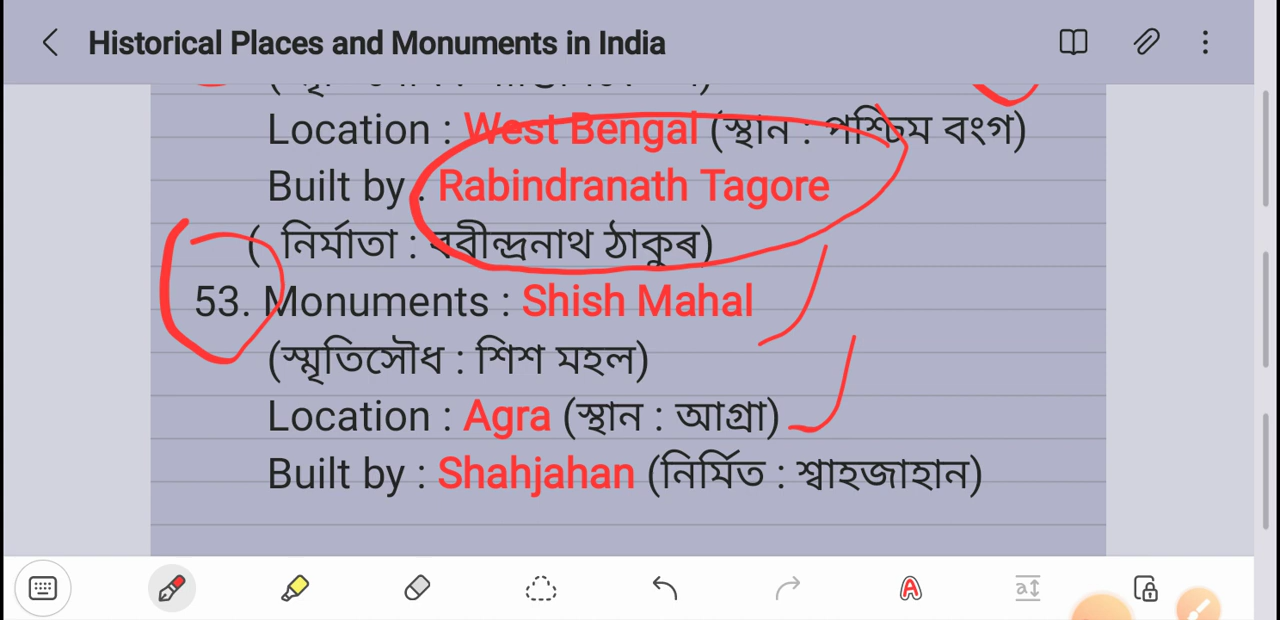 Historical Places and Monuments in India
Location : West Bengal (স্থান : পশ্চিম বংগ)
Built by : Rabindranath Tagore
( নিৰ্মাতা : ৰবীন্দ্ৰনাথ ঠাকুৰ)
53. Monuments : Shish Mahal
(স্মৃতিসৌধ : শিশ মহল)
Location : Agra (স্থান : আগ্ৰা)
Built by : Shahjahan (নিৰ্মিত : শ্বাহজাহান)